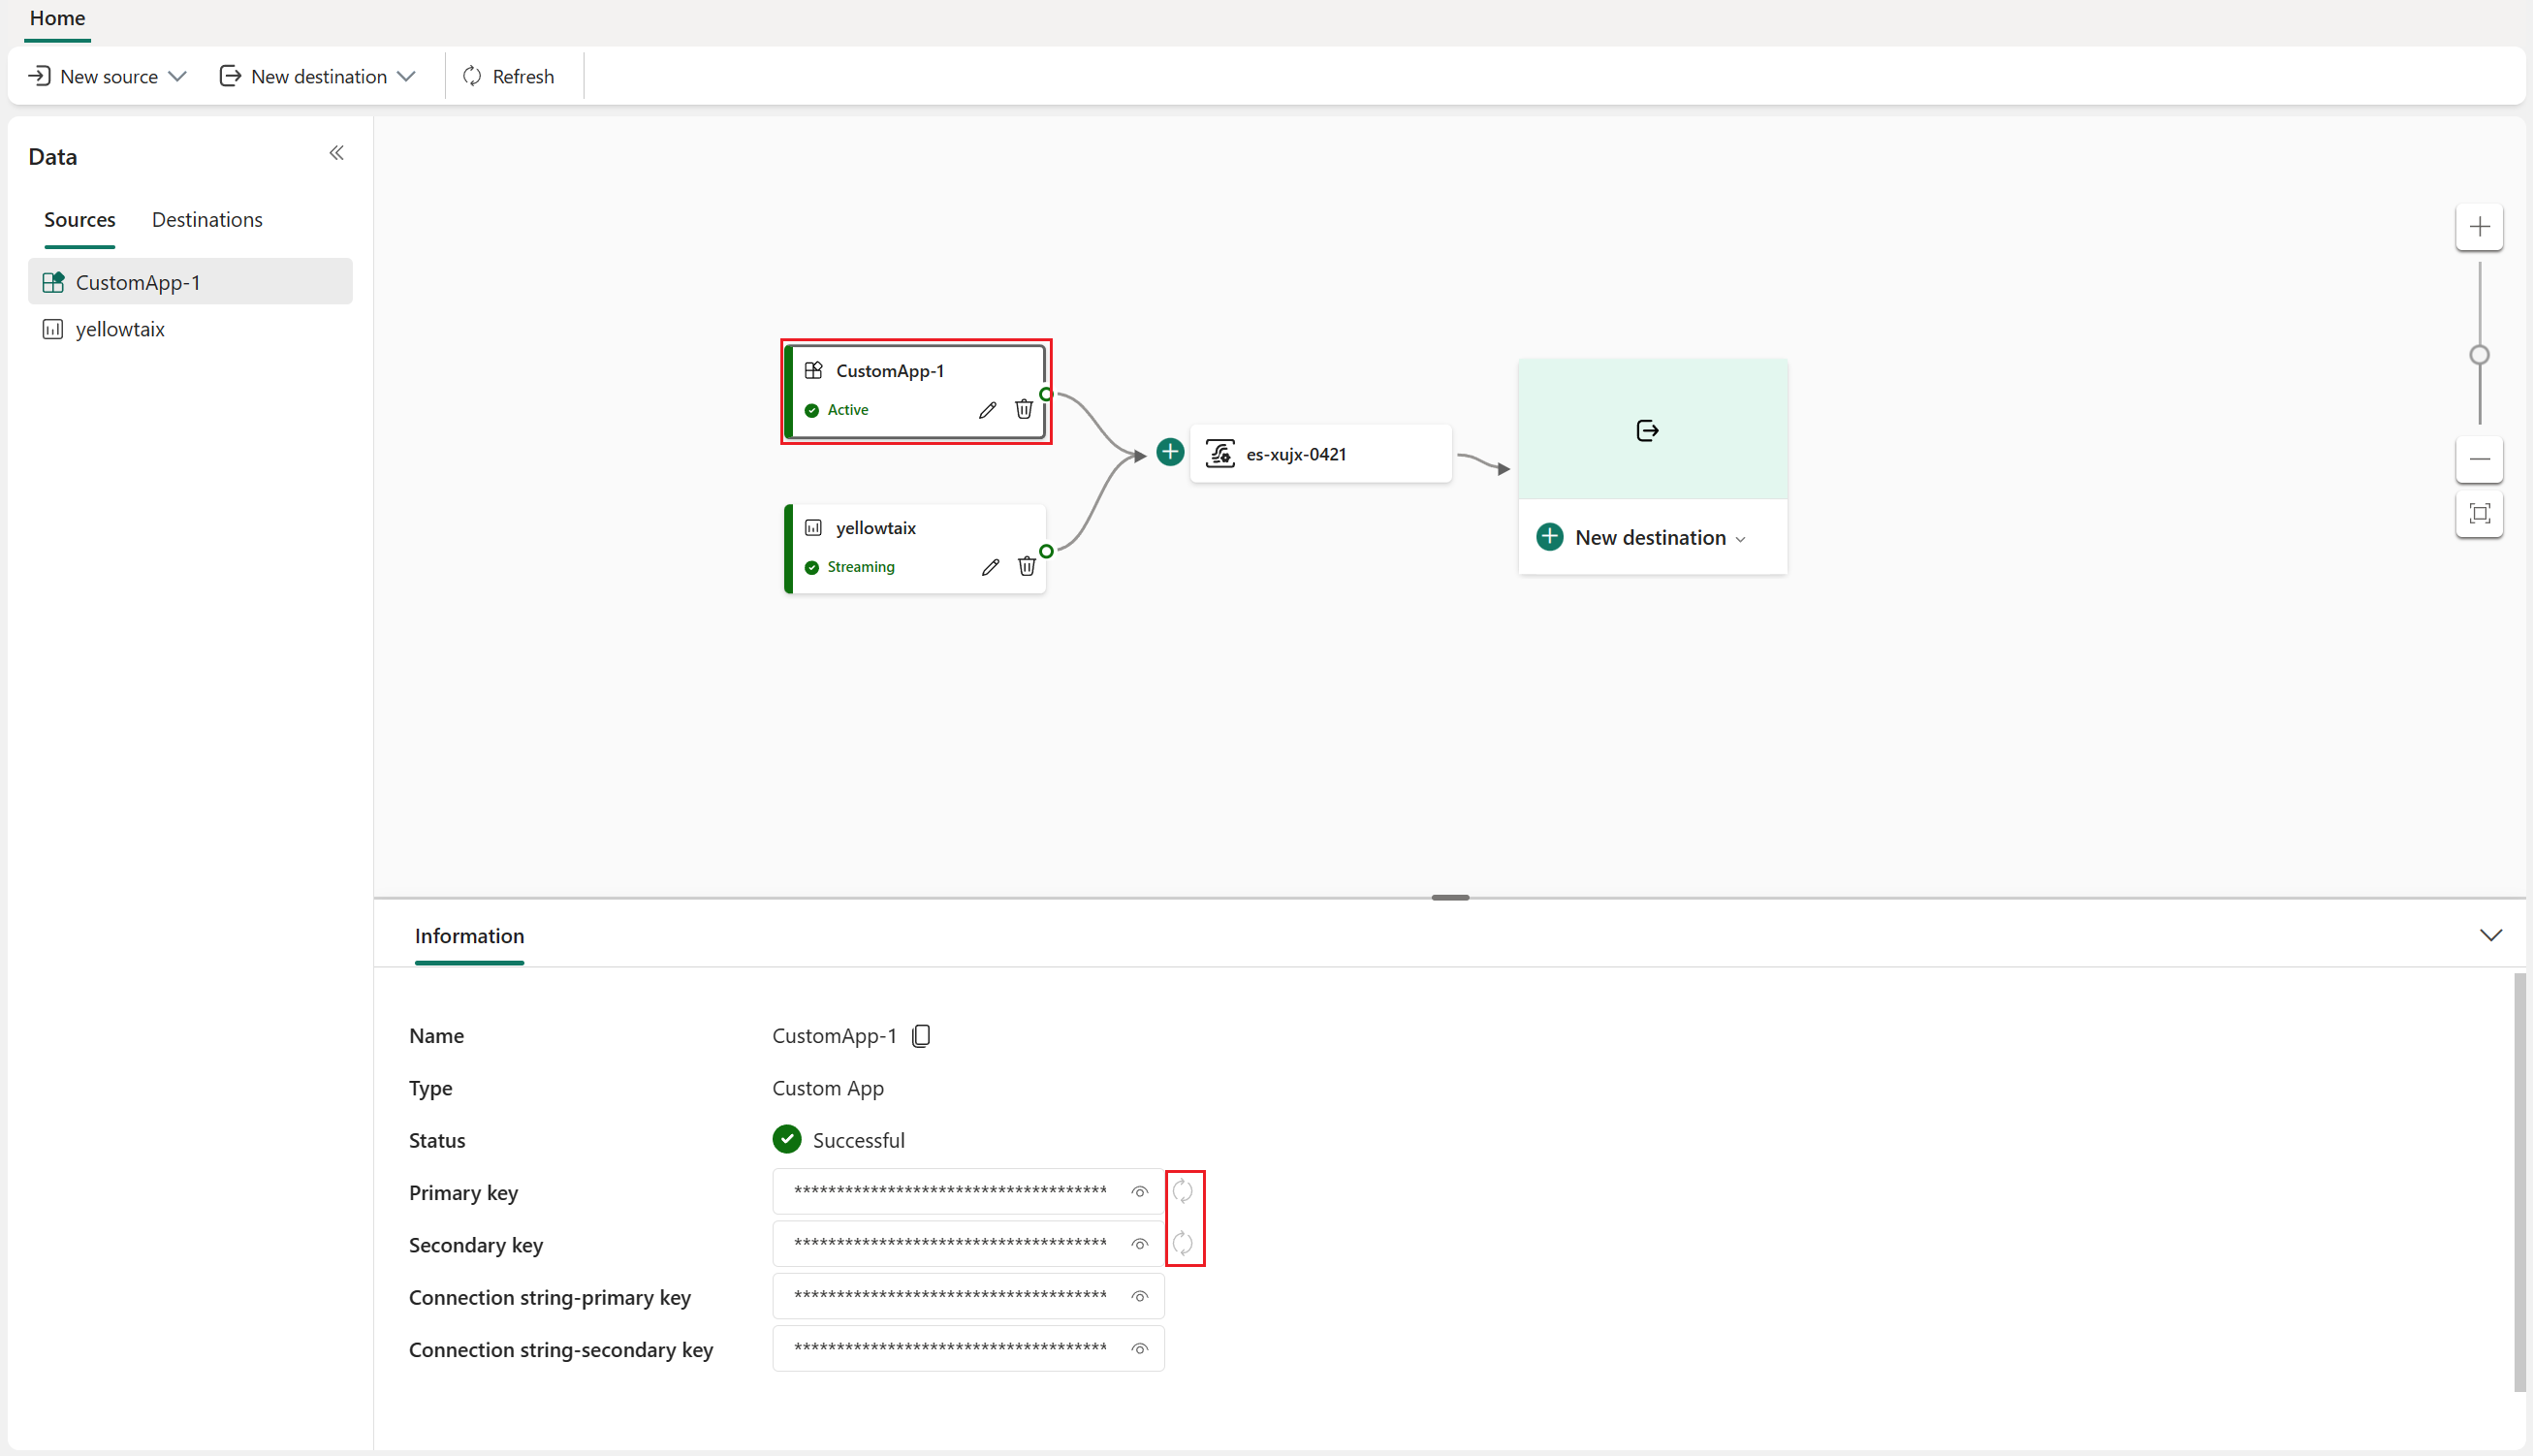 Home
New source
New destination
Refresh
Data
Sources
Destinations
CustomApp-1
yellowtaix
CustomApp-1
Active
yellowtaix
Streaming
es-xujx-0421
New destination
Information
Name
CustomApp-1
Type
Custom App
Status
Successful
Primary key
*************************************
Secondary key
*************************************
Connection string-primary key
*************************************
Connection string-secondary key
*************************************